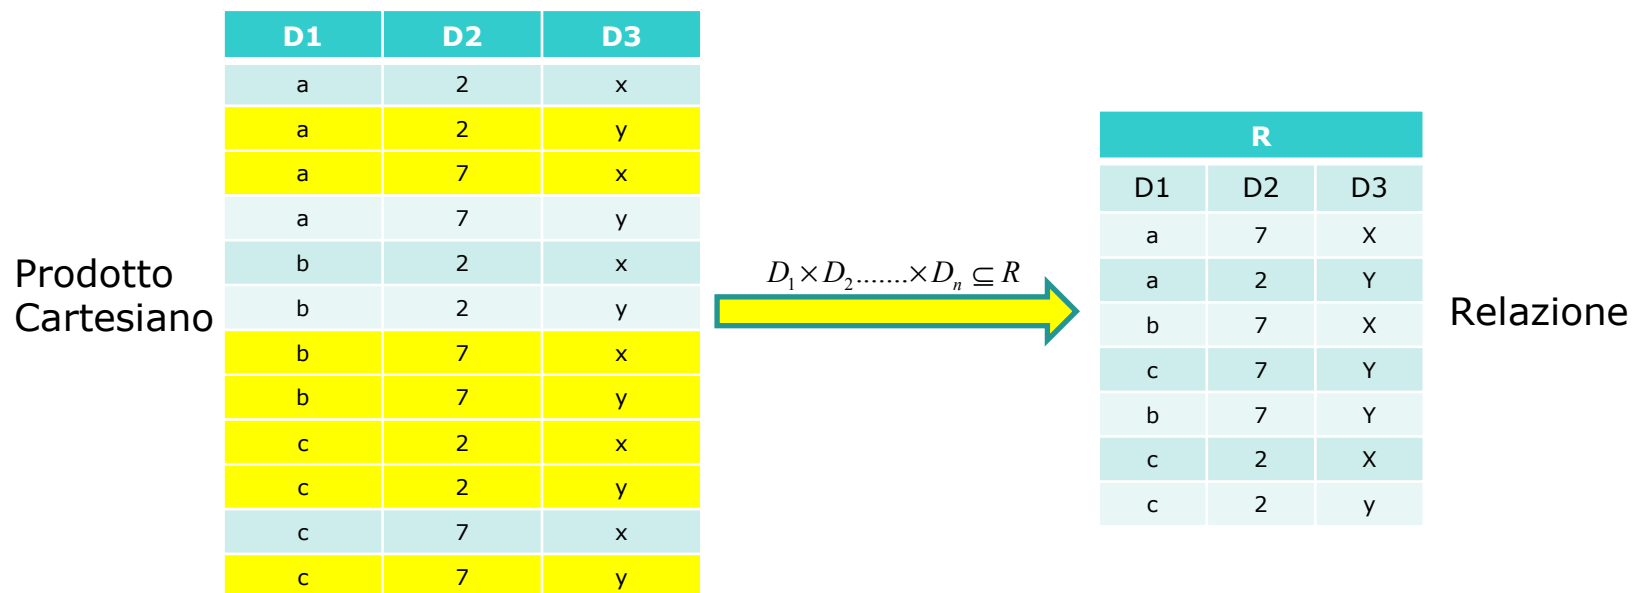 D1 D2 D3
a 2 x
a 2 y
a 7 x
a 7 y
b 2 x
b 2 y
b 7 x
b 7 y
c 2 x
c 2 y
c 7 x
c 7 y
Prodotto
Cartesiano
D₁×D₂.......×Dₙ ⊆ R
R
D1 D2 D3
a 7 X
a 2 Y
b 7 X
c 7 Y
b 7 Y
c 2 X
c 2 y
Relazione